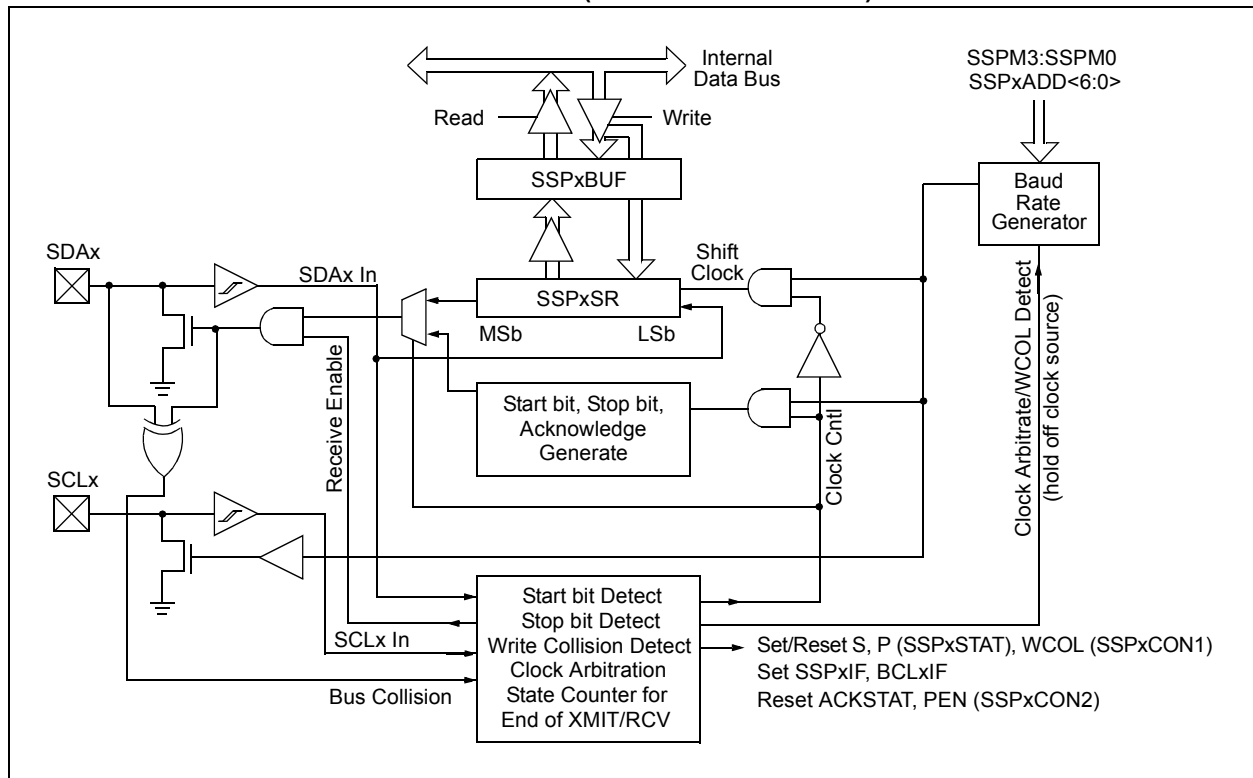 Internal
Data Bus
SSPM3:SSPM0
SSPxADD<6:0>
Read
Write
SSPxBUF
Baud
Rate
Generator
SDAx
SDAx In
Shift
Clock
SSPxSR
MSb
LSb
Receive Enable
Start bit, Stop bit,
Acknowledge
Generate
Clock Cntl
Clock Arbitrate/WCOL Detect
(hold off clock source)
SCLx
SCLx In
Bus Collision
Start bit Detect
Stop bit Detect
Write Collision Detect
Clock Arbitration
State Counter for
End of XMIT/RCV
Set/Reset S, P (SSPxSTAT), WCOL (SSPxCON1)
Set SSPxIF, BCLxIF
Reset ACKSTAT, PEN (SSPxCON2)